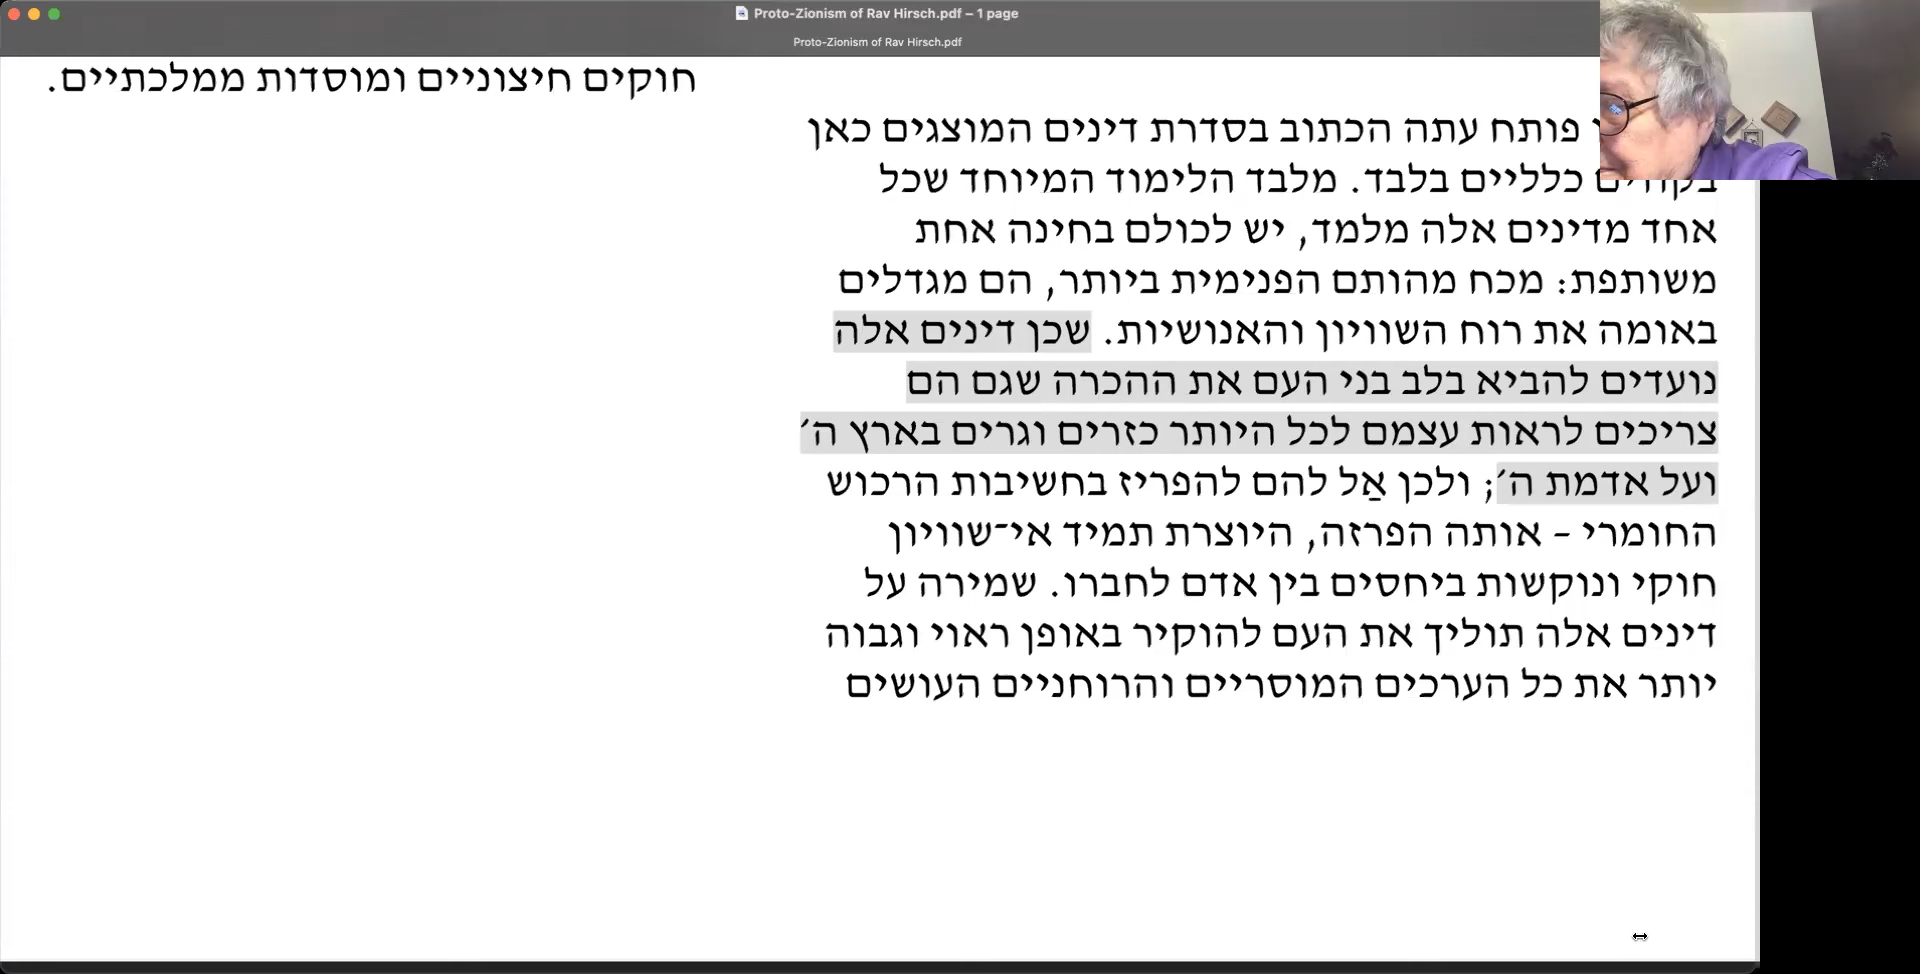 Proto-Zionism of Rav Hirsch.pdf – 1 page
Proto-Zionism of Rav Hirsch.pdf
פותח עתה הכתוב בסדרת דינים המוצגים כאן
כלליים בלבד. מלבד הלימוד המיוחד שכל
אחד מדינים אלה מלמד, יש לכולם בחינה אחת
משותפת: מכח מהותם הפנימית ביותר, הם מגדלים
באומה את רוח השוויון והאנושיות. שכן דינים אלה
נועדים להביא בלב בני העם את ההכרה שגם הם
צריכים לראות עצמם לכל היותר כזרים וגרים בארץ ה׳
ועל אדמת ה׳; ולכן אַל להם להפריז בחשיבות הרכוש
החומרי – אותה הפרזה, היוצרת תמיד אי־שוויון
חוקי ונוקשות ביחסים בין אדם לחברו. שמירה על
דינים אלה תוליך את העם להוקיר באופן ראוי וגבוה
יותר את כל הערכים המוסריים והרוחניים העושים
חוקים חיצוניים ומוסדות ממלכתיים.